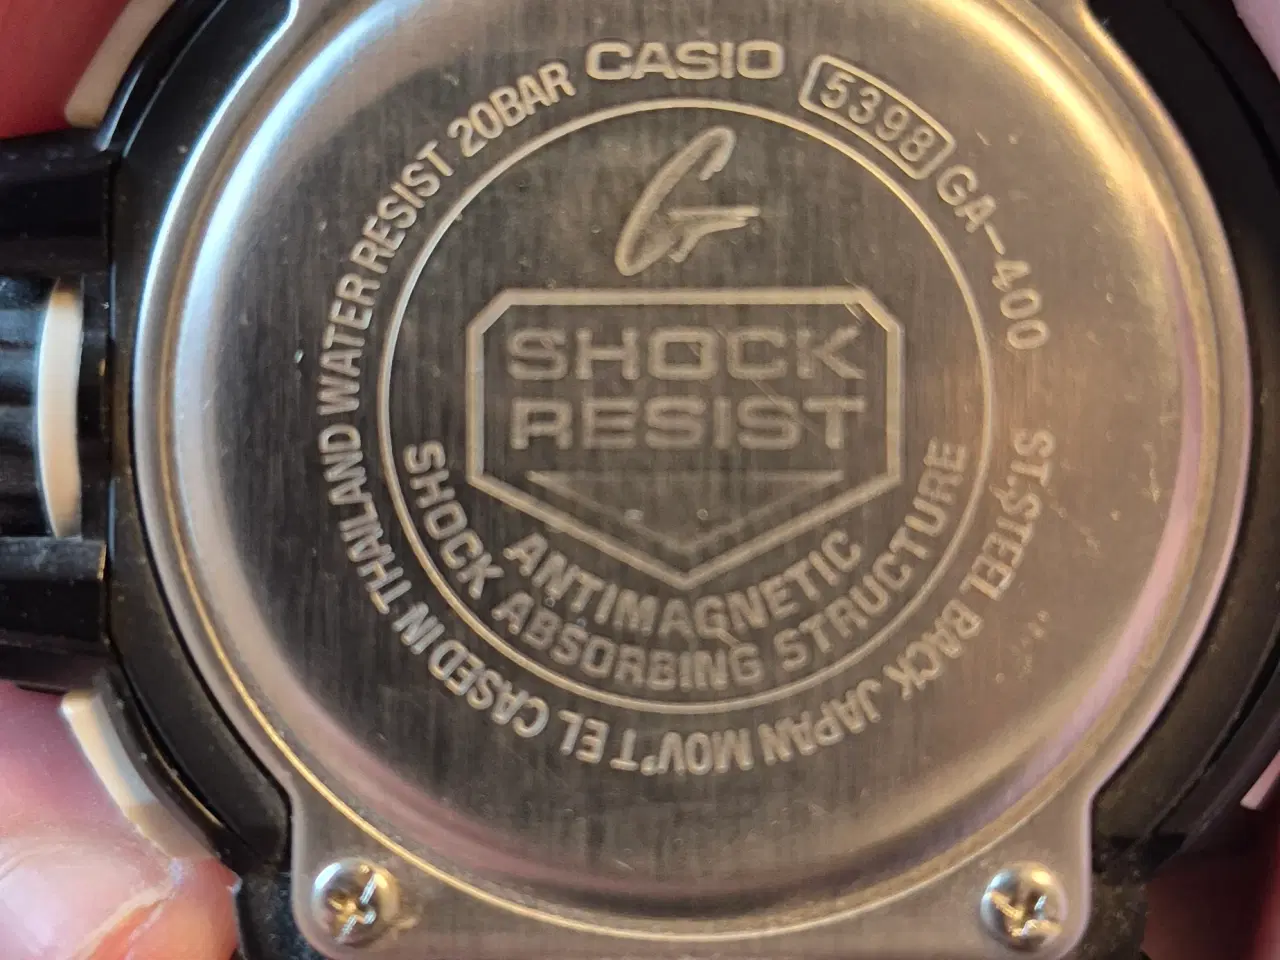 CASIO
5398 GA-400
ST.STEEL BACK JAPAN MOV'T EL CASED IN THAILAND WATER RESIST 20BAR
G
SHOCK
RESIST
ANTIMAGNETIC
SHOCK ABSORBING STRUCTURE